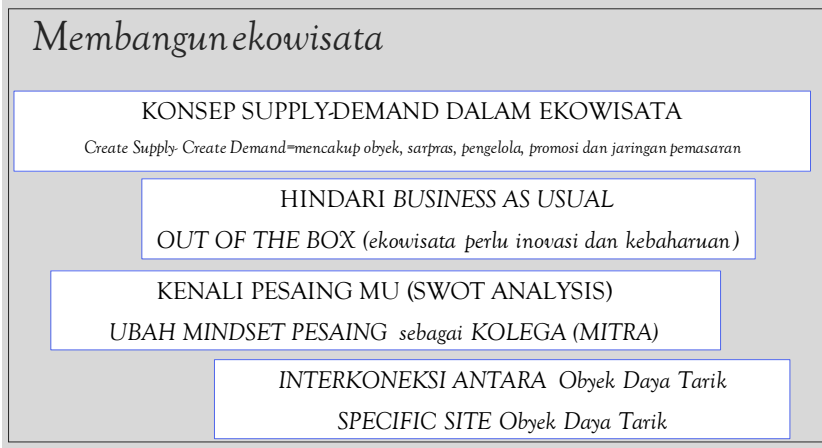 Membangun ekowisata
KONSEP SUPPLY-DEMAND DALAM EKOWISATA
Create Supply- Create Demand=mencakup obyek, sarpras, pengelola, promosi dan jaringan pemasaran
HINDARI BUSINESS AS USUAL
OUT OF THE BOX (ekowisata perlu inovasi dan kebaharuan)
KENALI PESAING MU (SWOT ANALYSIS)
UBAH MINDSET PESAING sebagai KOLEGA (MITRA)
INTERKONEKSI ANTARA Obyek Daya Tarik
SPECIFIC SITE Obyek Daya Tarik